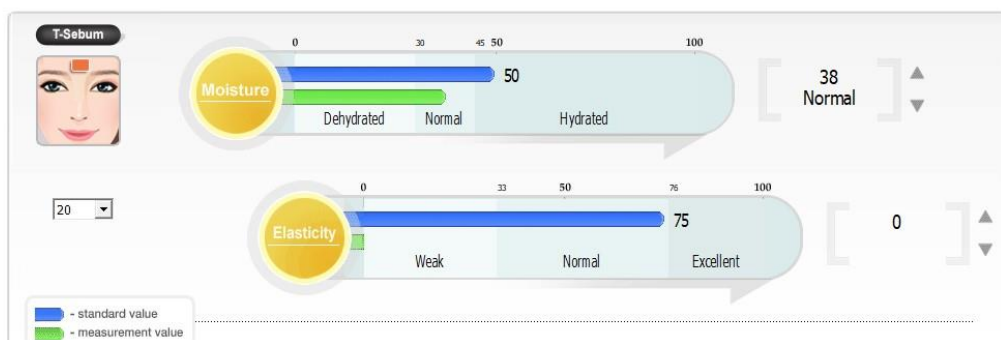 T-Sebum
0 30 45 50 100
Moisture
50
Dehydrated Normal Hydrated
38
Normal
20
0 33 50 76 100
Elasticity
75
Weak Normal Excellent
0
- standard value
- measurement value